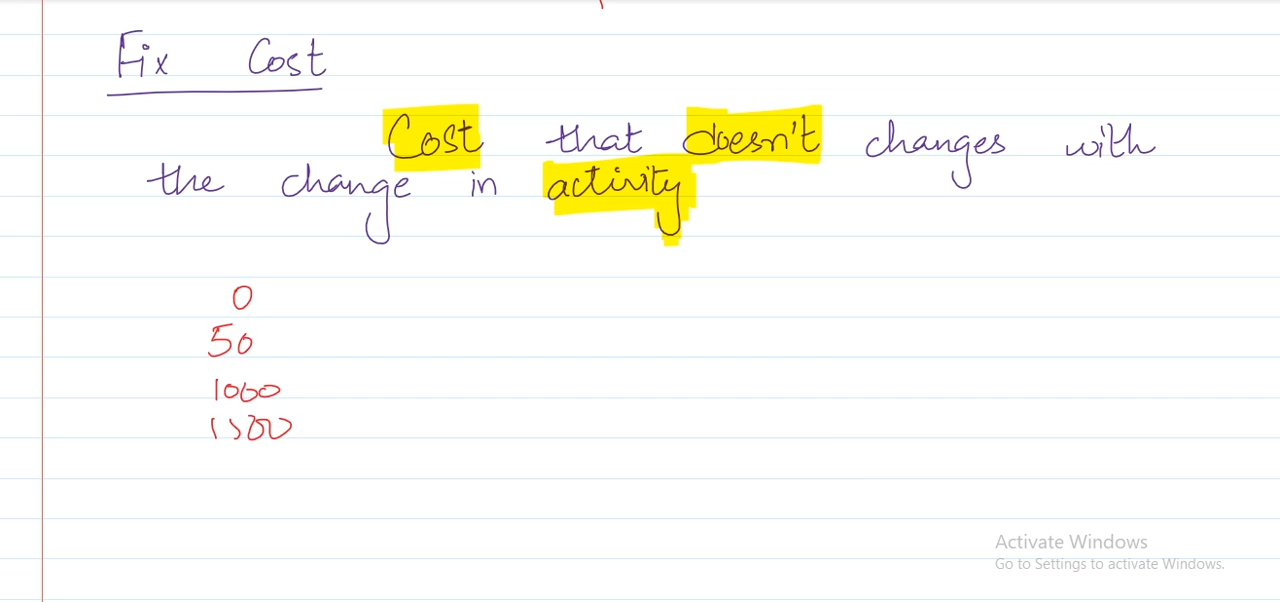 Fix Cost
Cost that doesn't changes with
the change in activity
0
50
1000
1500
Activate Windows
Go to Settings to activate Windows.